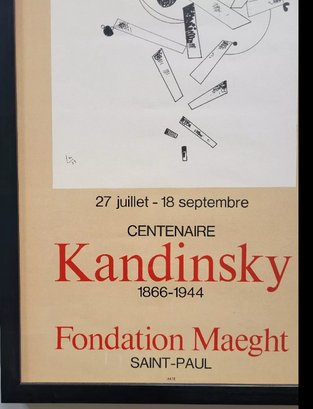 27 juillet - 18 septembre
CENTENAIRE
Kandinsky
1866-1944
Fondation Maeght
SAINT-PAUL